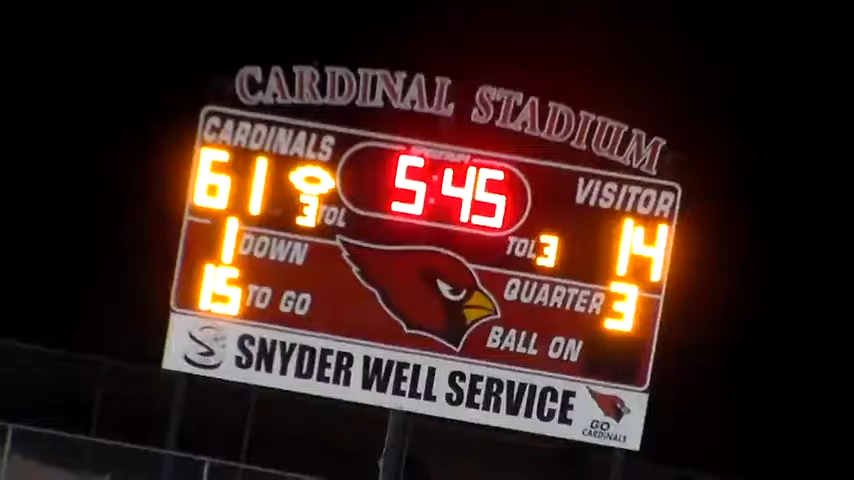 CARDINAL STADIUM
CARDINALS
61
3 TOL
5:45
VISITOR
14
TOL 3
1 DOWN
15 TO GO
QUARTER 3
BALL ON
SNYDER WELL SERVICE
GO
CARDINALS